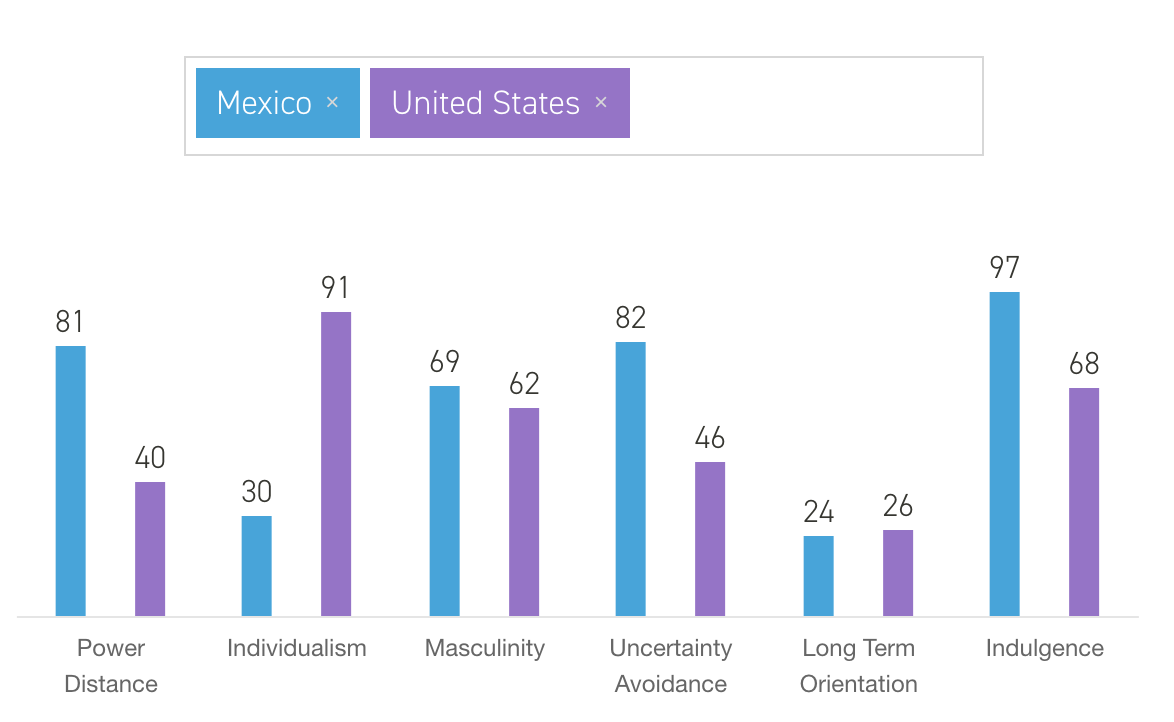 Mexico × United States ×
97
91
81 82
69 68
62
40 46
30
24 26
Power Individualism Masculinity Uncertainty Long Term Indulgence
Distance Avoidance Orientation